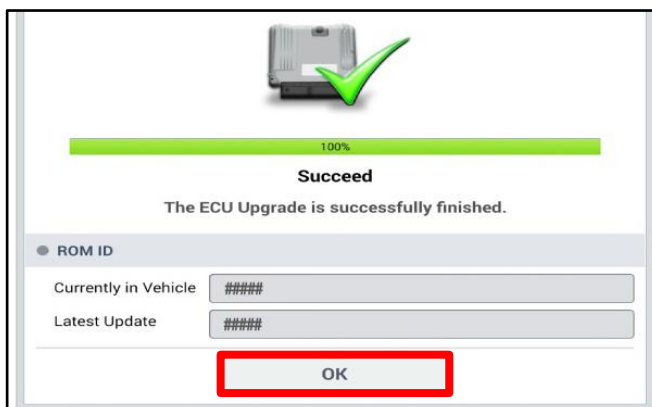 100%
Succeed
The ECU Upgrade is successfully finished.
ROM ID
Currently in Vehicle #####
Latest Update #####
OK